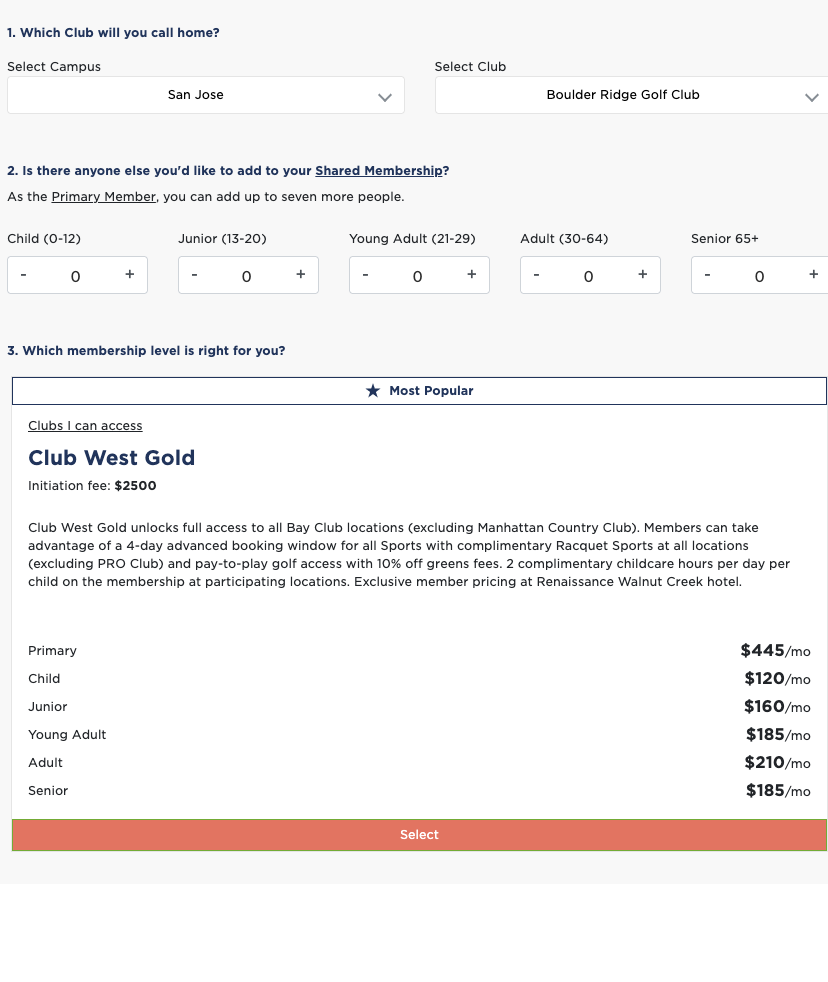 1. Which Club will you call home?
Select Campus
Select Club
San Jose
Boulder Ridge Golf Club
2. Is there anyone else you'd like to add to your Shared Membership?
As the Primary Member, you can add up to seven more people.
Child (0-12)
Junior (13-20)
Young Adult (21-29)
Adult (30-64)
Senior 65+
- 0 +
- 0 +
- 0 +
- 0 +
- 0 +
3. Which membership level is right for you?
★ Most Popular
Clubs I can access
Club West Gold
Initiation fee: $2500
Club West Gold unlocks full access to all Bay Club locations (excluding Manhattan Country Club). Members can take
advantage of a 4-day advanced booking window for all Sports with complimentary Racquet Sports at all locations
(excluding PRO Club) and pay-to-play golf access with 10% off greens fees. 2 complimentary childcare hours per day per
child on the membership at participating locations. Exclusive member pricing at Renaissance Walnut Creek hotel.
Primary $445/mo
Child $120/mo
Junior $160/mo
Young Adult $185/mo
Adult $210/mo
Senior $185/mo
Select